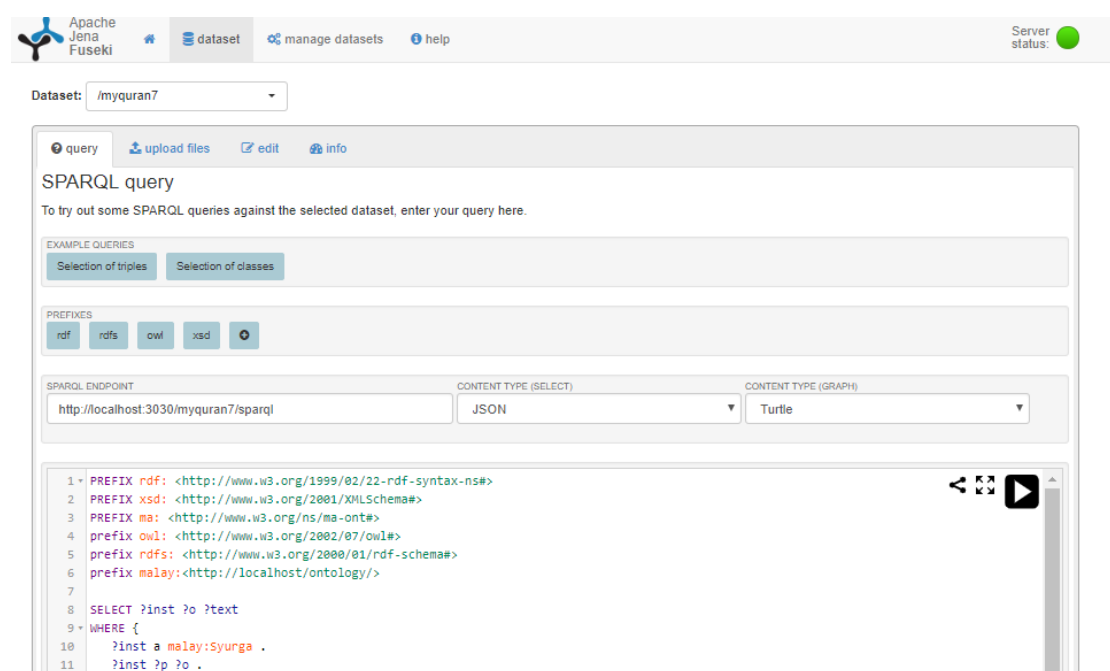 Apache
Jena
Fuseki
dataset
manage datasets
help
Server
status:
Dataset:
/myquran7
query
upload files
edit
info
SPARQL query
To try out some SPARQL queries against the selected dataset, enter your query here.
EXAMPLE QUERIES
Selection of triples
Selection of classes
PREFIXES
rdf
rdfs
owl
xsd
SPARQL ENDPOINT
CONTENT TYPE (SELECT)
CONTENT TYPE (GRAPH)
http://localhost:3030/myquran7/sparql
JSON
Turtle
1 PREFIX rdf: <http://www.w3.org/1999/02/22-rdf-syntax-ns#>
2 PREFIX xsd: <http://www.w3.org/2001/XMLSchema#>
3 PREFIX ma: <http://www.w3.org/ns/ma-ont#>
4 prefix owl: <http://www.w3.org/2002/07/owl#>
5 prefix rdfs: <http://www.w3.org/2000/01/rdf-schema#>
6 prefix malay:<http://localhost/ontology/>
7
8 SELECT ?inst ?o ?text
9 WHERE {
10 ?inst a malay:Syurga .
11 ?inst ?p ?o .